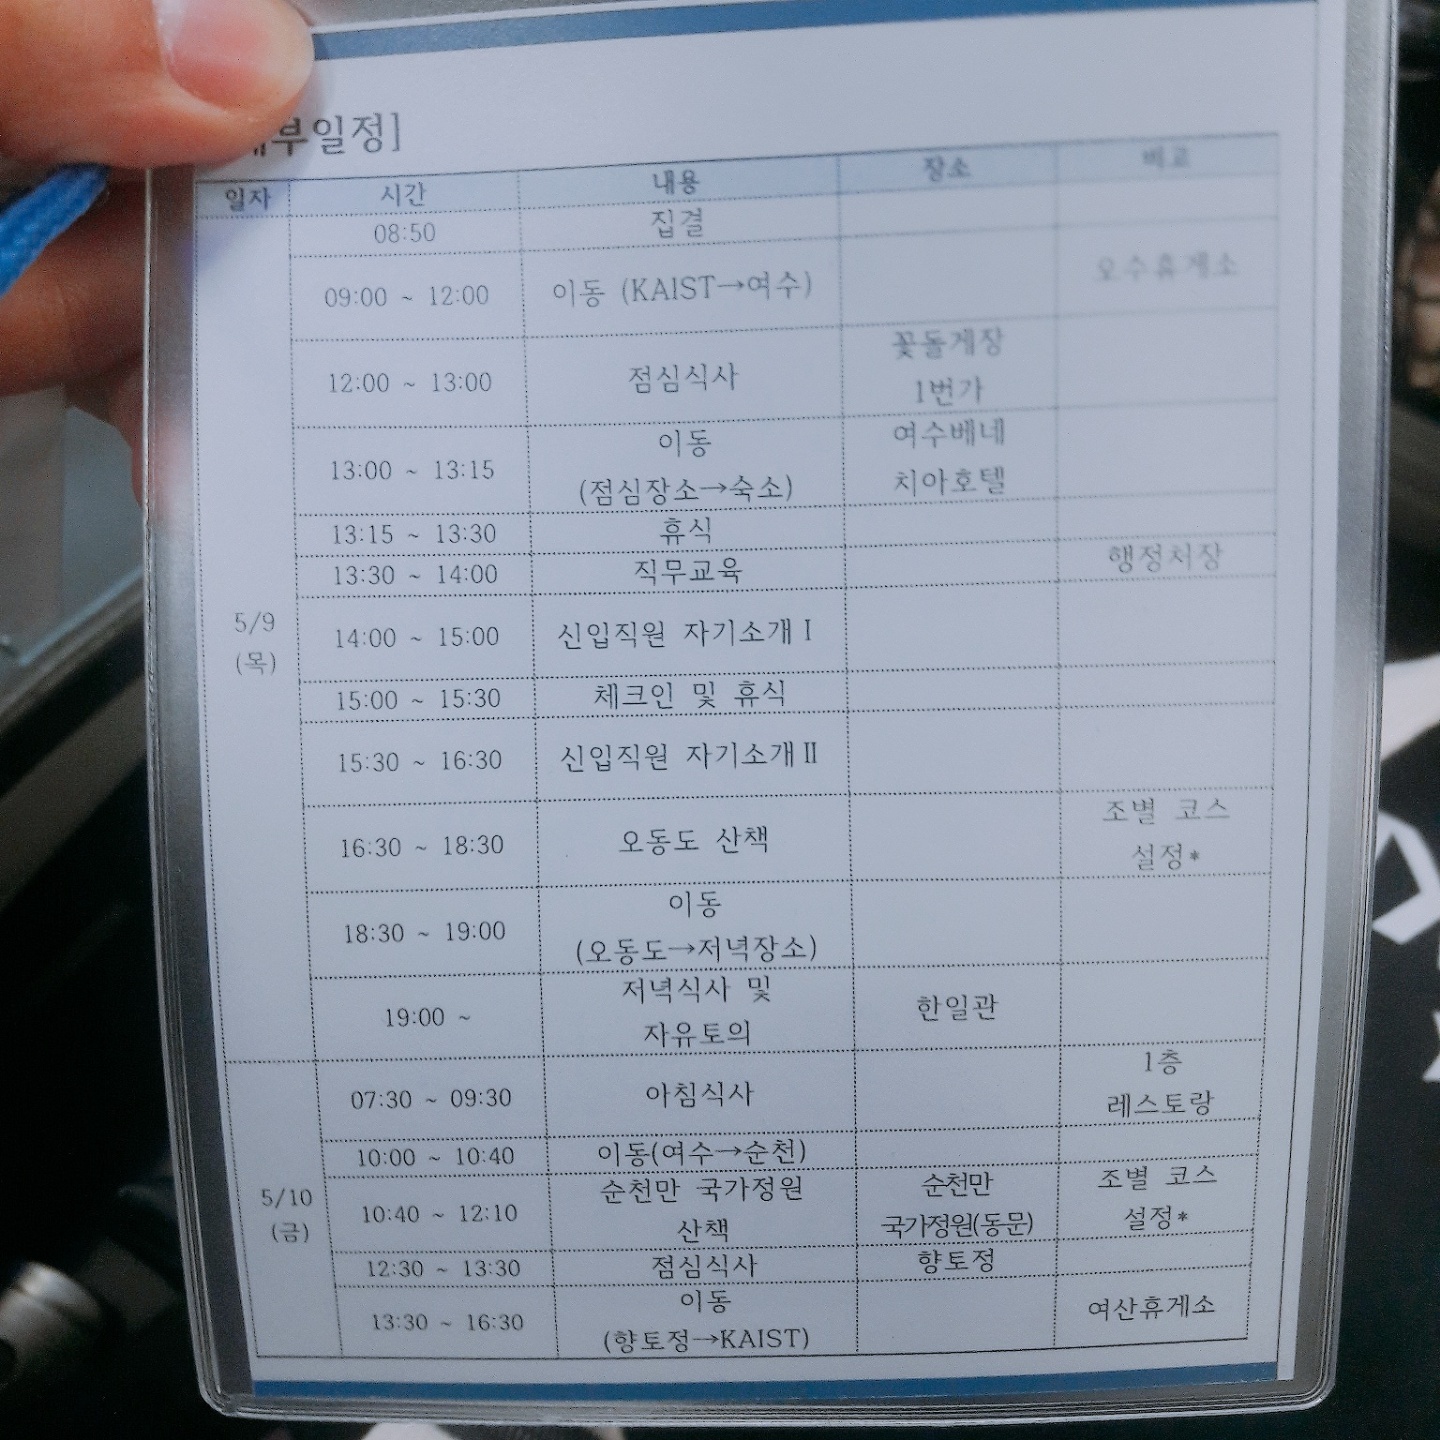 부일정]
일자 시간 내용 장소 비고
08:50 집결
09:00 ~ 12:00 이동 (KAIST→여수) 오수휴게소
12:00 ~ 13:00 점심식사 꽃돌게장
1번가
13:00 ~ 13:15 이동
(점심장소→숙소) 여수베네
치아호텔
13:15 ~ 13:30 휴식
13:30 ~ 14:00 직무교육 행정처장
5/9
(목)
14:00 ~ 15:00 신입직원 자기소개Ⅰ
15:00 ~ 15:30 체크인 및 휴식
15:30 ~ 16:30 신입직원 자기소개Ⅱ
16:30 ~ 18:30 오동도 산책 조별 코스
설정*
18:30 ~ 19:00 이동
(오동도→저녁장소)
19:00 ~ 저녁식사 및
자유토의 한일관
07:30 ~ 09:30 아침식사 1층
레스토랑
10:00 ~ 10:40 이동(여수→순천)
5/10
(금)
10:40 ~ 12:10 순천만 국가정원
산책 순천만
국가정원(동문) 조별 코스
설정*
12:30 ~ 13:30 점심식사 향토정
13:30 ~ 16:30 이동
(향토정→KAIST) 여산휴게소